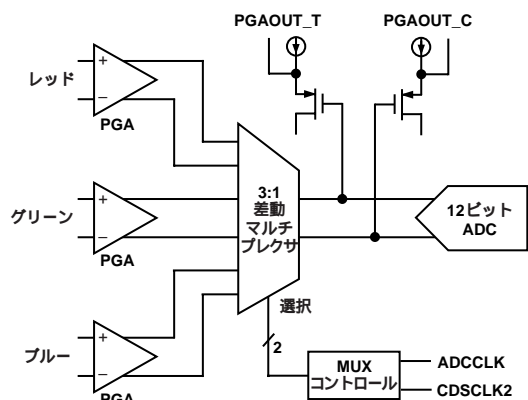 PGAOUT_T
PGAOUT_C
レッド
+
−
PGA
グリーン
+
−
PGA
ブルー
+
−
PGA
3:1
差動
マルチ
プレクサ
12ビット
ADC
選択
2
MUX
コントロール
ADCCLK
CDSCLK2